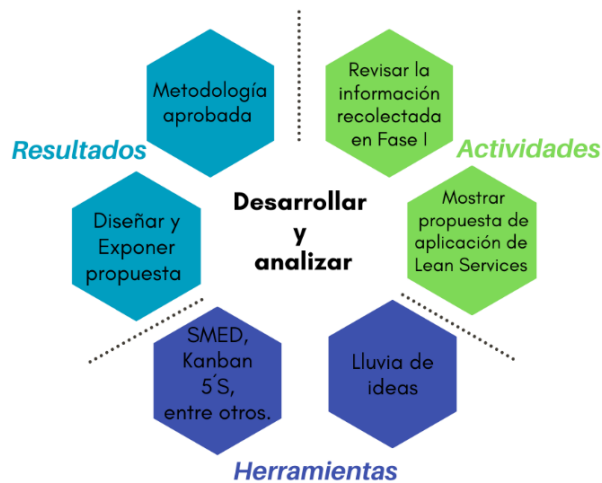 Metodología
aprobada
Revisar la
información
recolectada
en Fase I
Resultados
Actividades
Desarrollar
y
analizar
Diseñar y
Exponer
propuesta
Mostrar
propuesta de
aplicación de
Lean Services
SMED,
Kanban
5´S,
entre otros.
Lluvia de
ideas
Herramientas